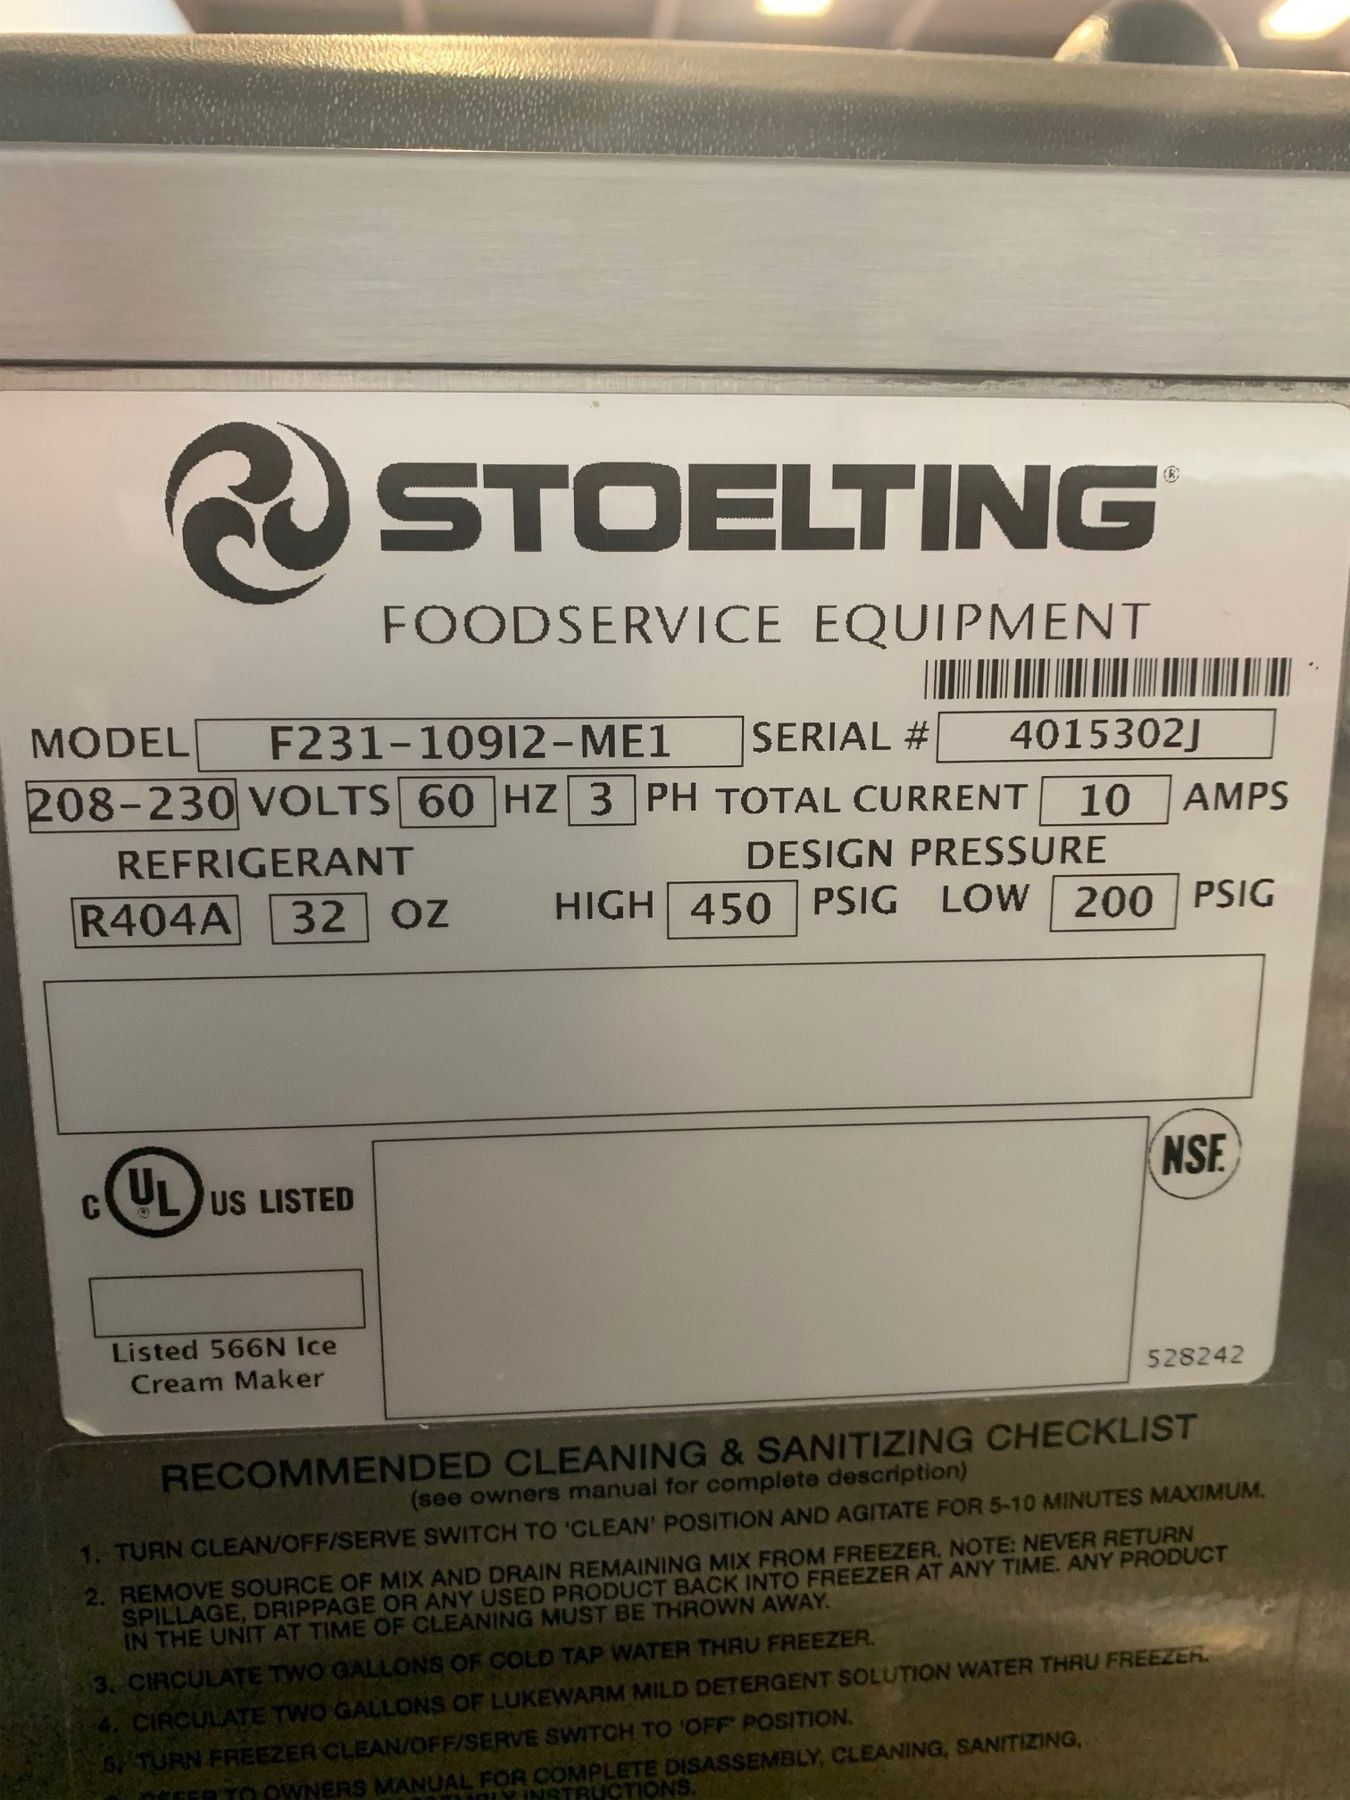 STOELTING®
FOODSERVICE EQUIPMENT
MODEL F231-109I2-ME1 SERIAL # 4015302J
208-230 VOLTS 60 HZ 3 PH TOTAL CURRENT 10 AMPS
REFRIGERANT DESIGN PRESSURE
R404A 32 OZ HIGH 450 PSIG LOW 200 PSIG
C UL® US LISTED
NSF.
Listed 566N Ice
Cream Maker
528242
RECOMMENDED CLEANING & SANITIZING CHECKLIST
(see owners manual for complete description)
1. TURN CLEAN/OFF/SERVE SWITCH TO 'CLEAN' POSITION AND AGITATE FOR 5-10 MINUTES MAXIMUM.
2. REMOVE SOURCE OF MIX AND DRAIN REMAINING MIX FROM FREEZER. NOTE: NEVER RETURN
SPILLAGE, DRIPPAGE OR ANY USED PRODUCT BACK INTO FREEZER AT ANY TIME. ANY PRODUCT
IN THE UNIT AT TIME OF CLEANING MUST BE THROWN AWAY.
3. CIRCULATE TWO GALLONS OF COLD TAP WATER THRU FREEZER.
4. CIRCULATE TWO GALLONS OF LUKEWARM MILD DETERGENT SOLUTION WATER THRU FREEZER.
5. TURN FREEZER CLEAN/OFF/SERVE SWITCH TO 'OFF' POSITION.
REFER TO OWNERS MANUAL FOR COMPLETE DISASSEMBLY, CLEANING, SANITIZING,
INSTRUCTIONS.